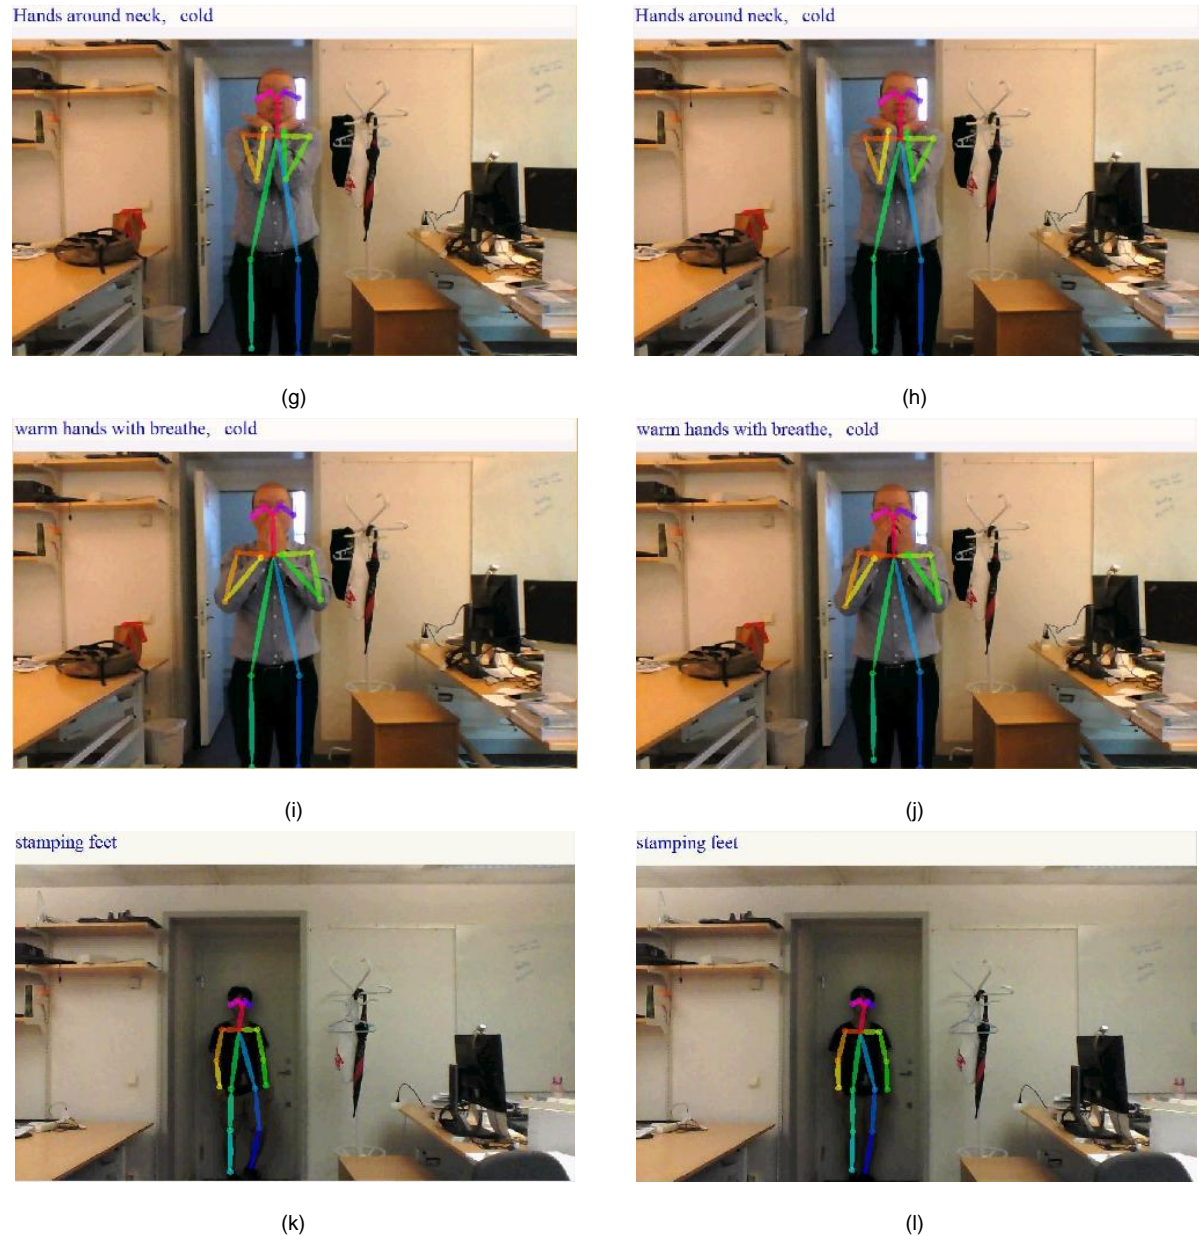 Hands around neck, cold
Hands around neck, cold
(g)
(h)
warm hands with breathe, cold
warm hands with breathe, cold
(i)
(j)
stamping feet
stamping feet
(k)
(l)